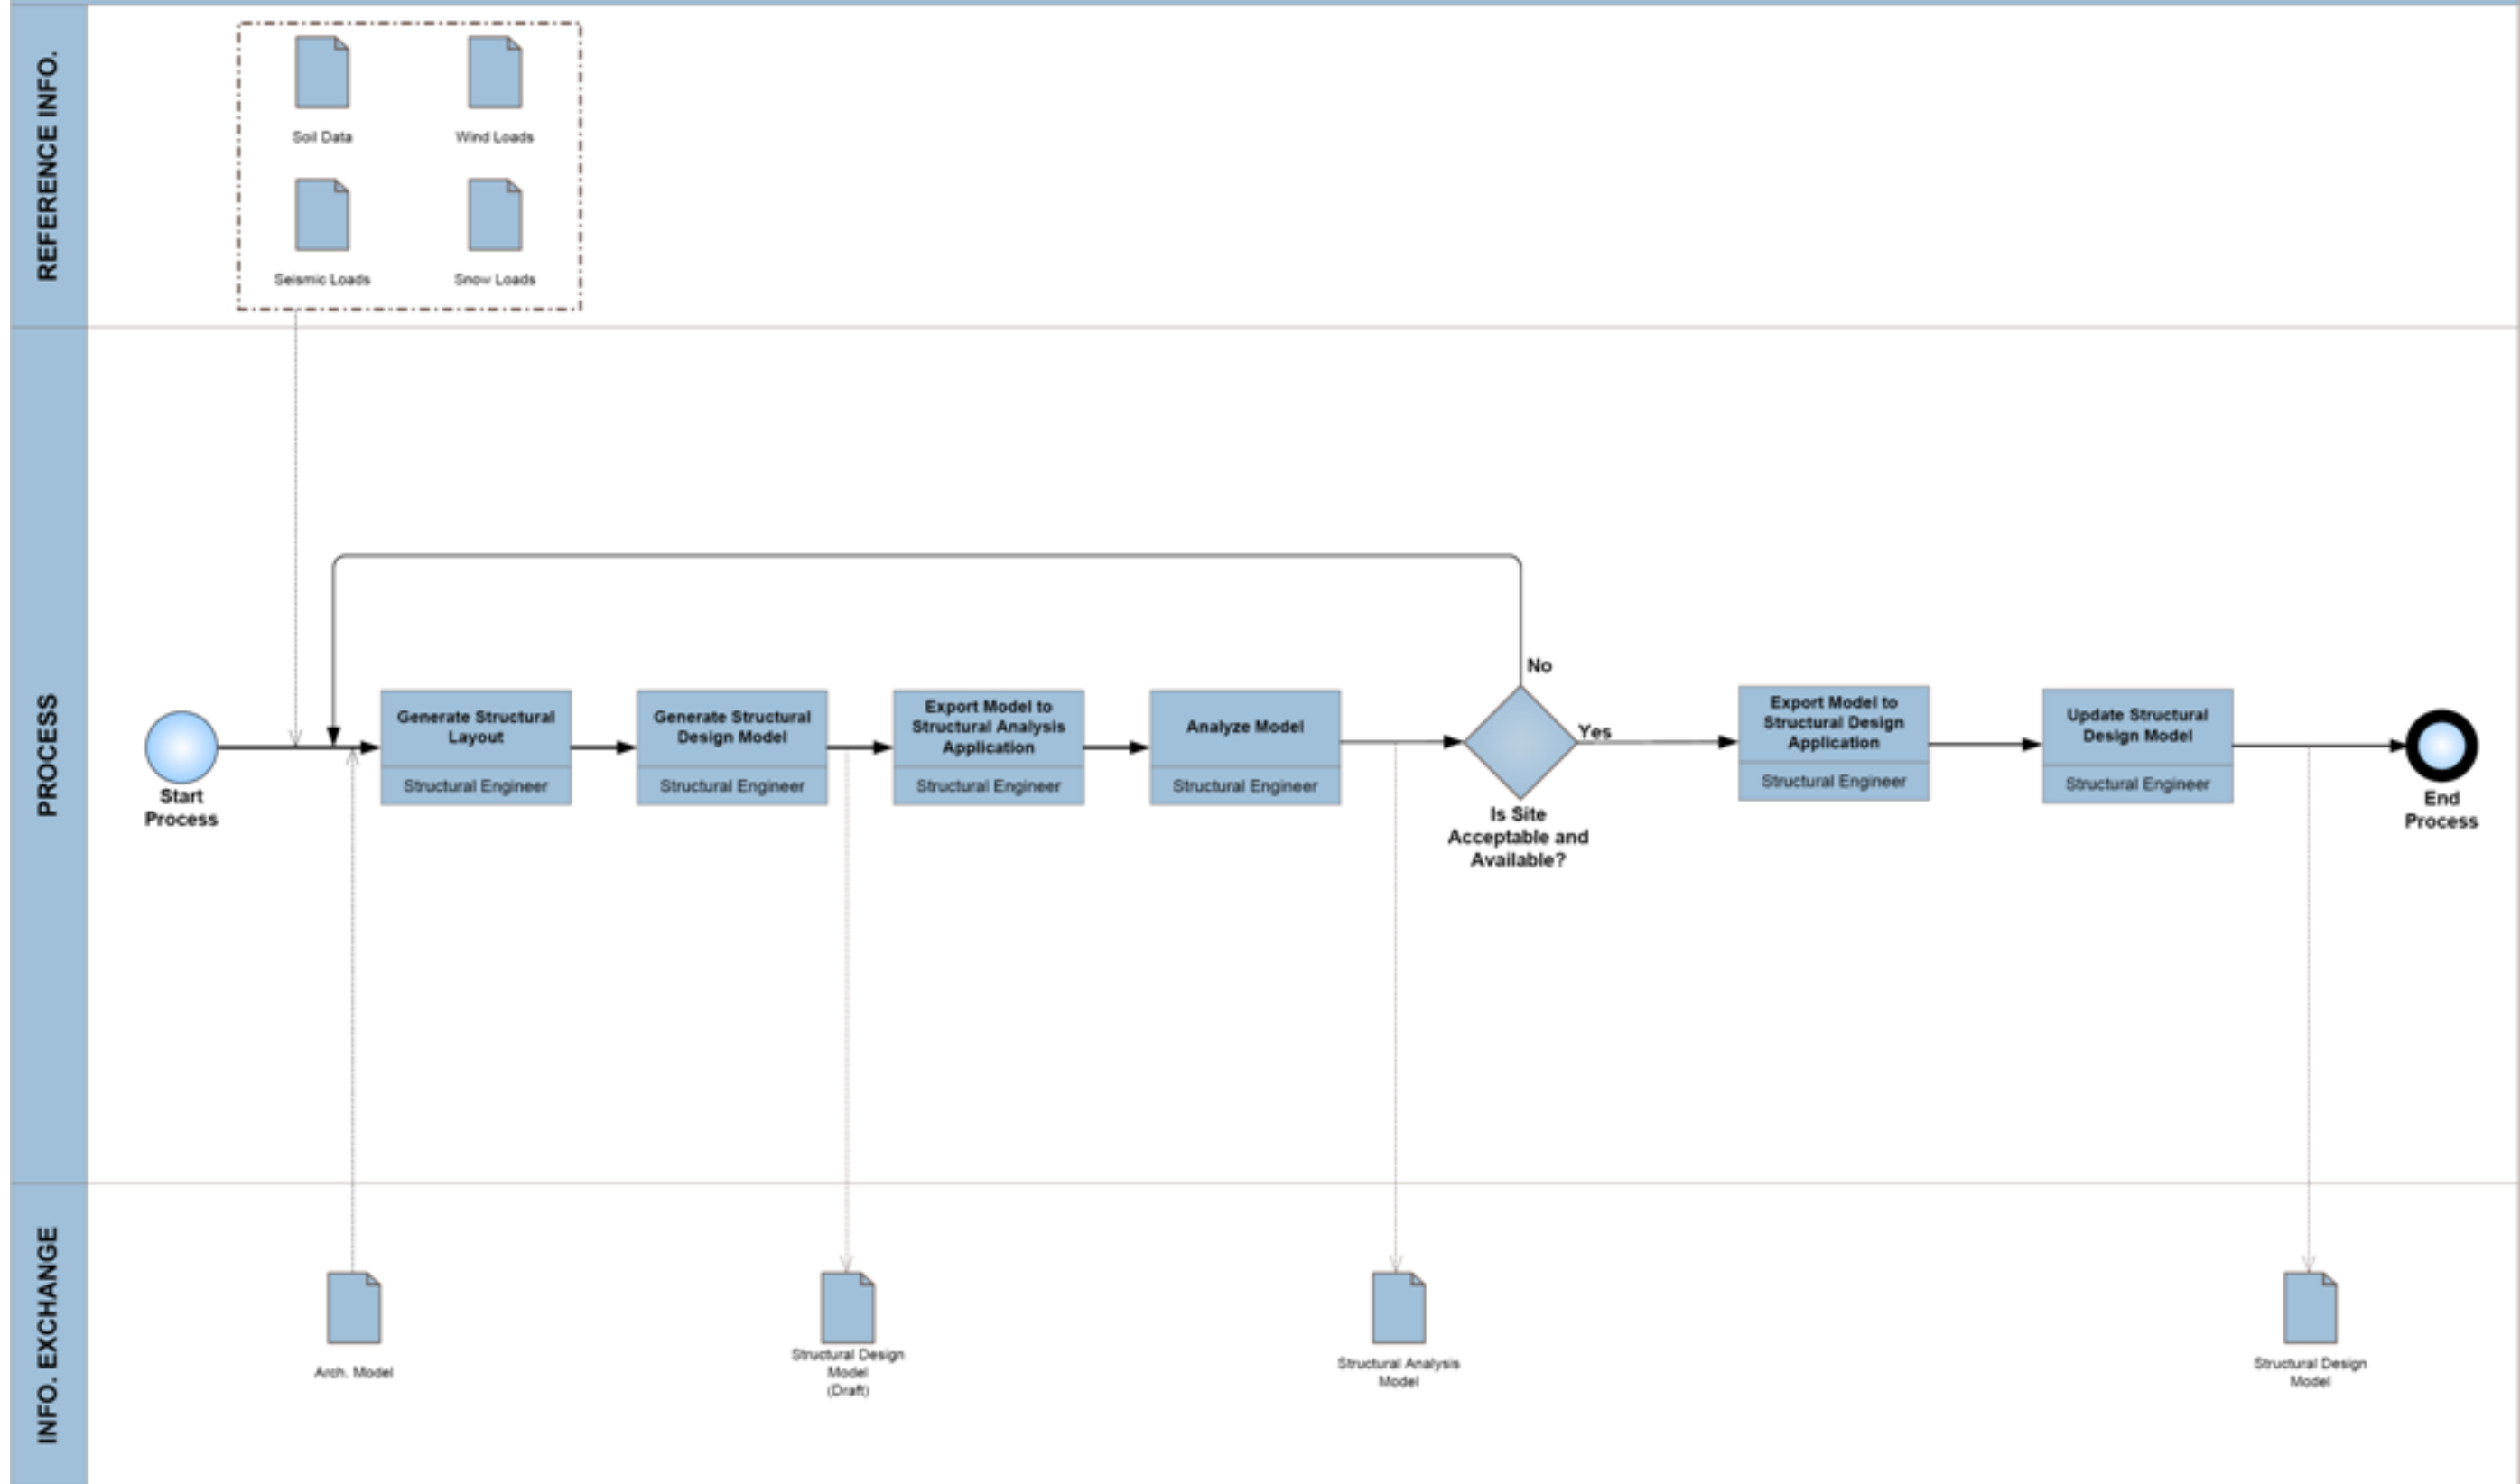 REFERENCE INFO.
Soil Data
Wind Loads
Seismic Loads
Snow Loads
PROCESS
Start
Process
Generate Structural
Layout
Structural Engineer
Generate Structural
Design Model
Structural Engineer
Export Model to
Structural Analysis
Application
Structural Engineer
Analyze Model
Structural Engineer
No
Yes
Is Site
Acceptable and
Available?
Export Model to
Structural Design
Application
Structural Engineer
Update Structural
Design Model
Structural Engineer
End
Process
INFO. EXCHANGE
Arch. Model
Structural Design
Model
(Draft)
Structural Analysis
Model
Structural Design
Model